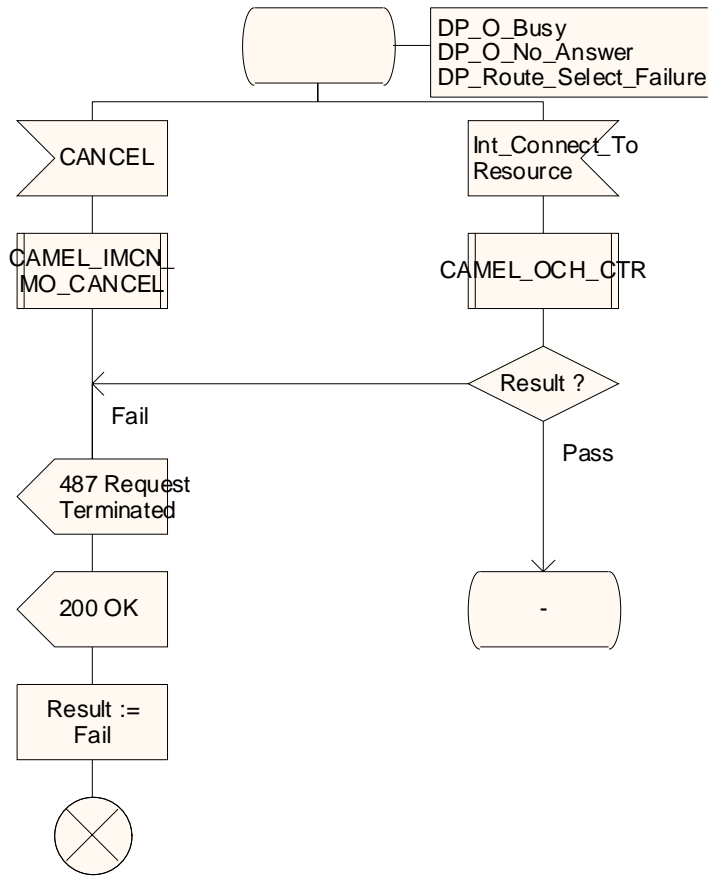 DP_O_Busy
DP_O_No_Answer
DP_Route_Select_Failure
CANCEL
Int_Connect_To
Resource
CAMEL_IMCN_
MO_CANCEL
CAMEL_OCH_CTR
Result ?
Fail
Pass
487 Request
Terminated
200 OK
-
Result :=
Fail